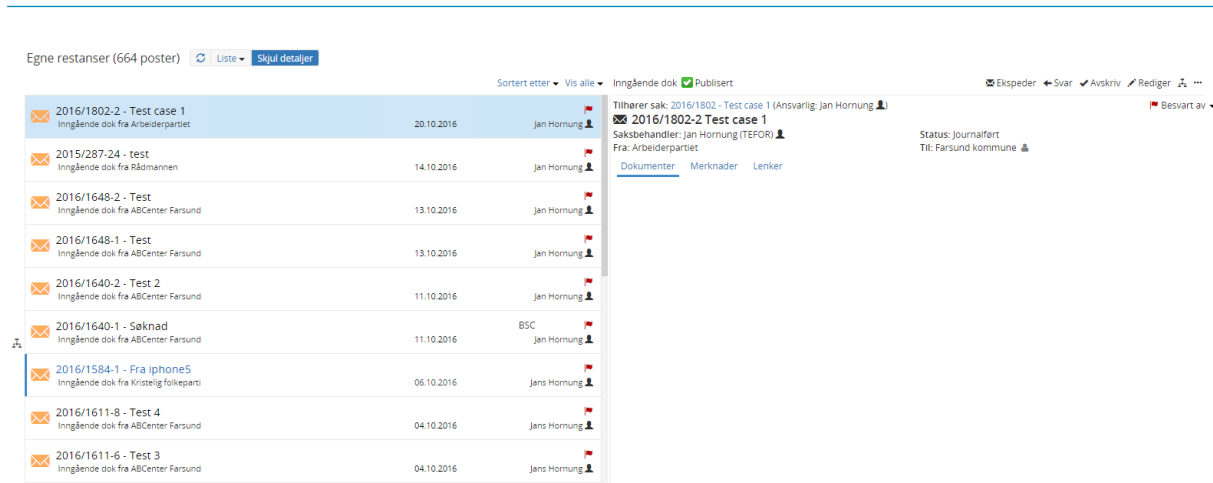 Egne restanser (664 poster) Liste Skjul detaljer
Sortert etter Vis alle
2016/1802-2 - Test case 1
Inngående dok fra Arbeiderpartiet 20.10.2016 Jan Hornung
2015/287-24 - test
Inngående dok fra Rådmannen 14.10.2016 Jan Hornung
2016/1648-2 - Test
Inngående dok fra ABCenter Farsund 13.10.2016 Jan Hornung
2016/1648-1 - Test
Inngående dok fra ABCenter Farsund 13.10.2016 Jan Hornung
2016/1640-2 - Test 2
Inngående dok fra ABCenter Farsund 11.10.2016 Jan Hornung
2016/1640-1 - Søknad BSC
Inngående dok fra ABCenter Farsund 11.10.2016 Jan Hornung
2016/1584-1 - Fra iphone5
Inngående dok fra Kristelig folkeparti 06.10.2016 Jans Hornung
2016/1611-8 - Test 4
Inngående dok fra ABCenter Farsund 04.10.2016 Jans Hornung
2016/1611-6 - Test 3
Inngående dok fra ABCenter Farsund 04.10.2016 Jans Hornung
Inngående dok Publisert Ekspeder Svar Avskriv Rediger
Tilhører sak: 2016/1802 - Test case 1 (Ansvarlig: Jan Hornung) Besvart av
2016/1802-2 Test case 1
Saksbehandler: Jan Hornung (TEFOR) Status: Journalført
Fra: Arbeiderpartiet Til: Farsund kommune
Dokumenter Merknader Lenker